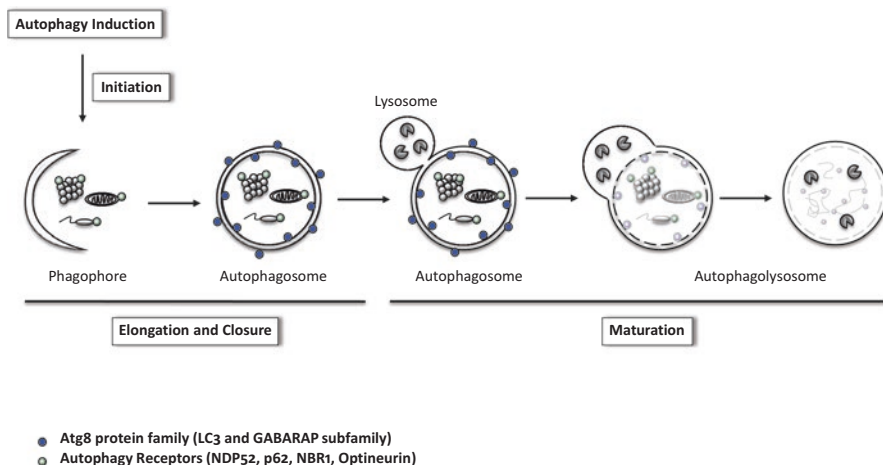 Autophagy Induction
Initiation
Lysosome
Phagophore
Autophagosome
Autophagosome
Autophagolysosome
Elongation and Closure
Maturation
Atg8 protein family (LC3 and GABARAP subfamily)
Autophagy Receptors (NDP52, p62, NBR1, Optineurin)